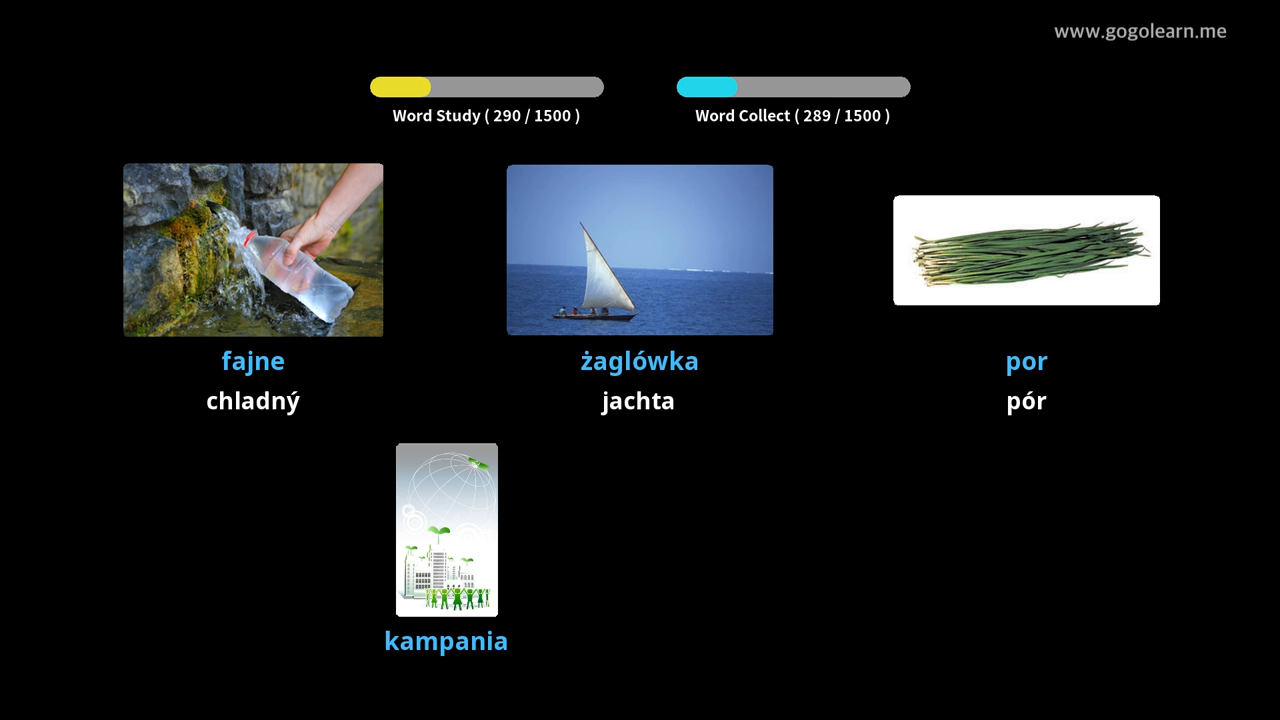 www.gogolearn.me
Word Study ( 290 / 1500 )
Word Collect ( 289 / 1500 )
fajne
chladný
żaglówka
jachta
por
pór
kampania